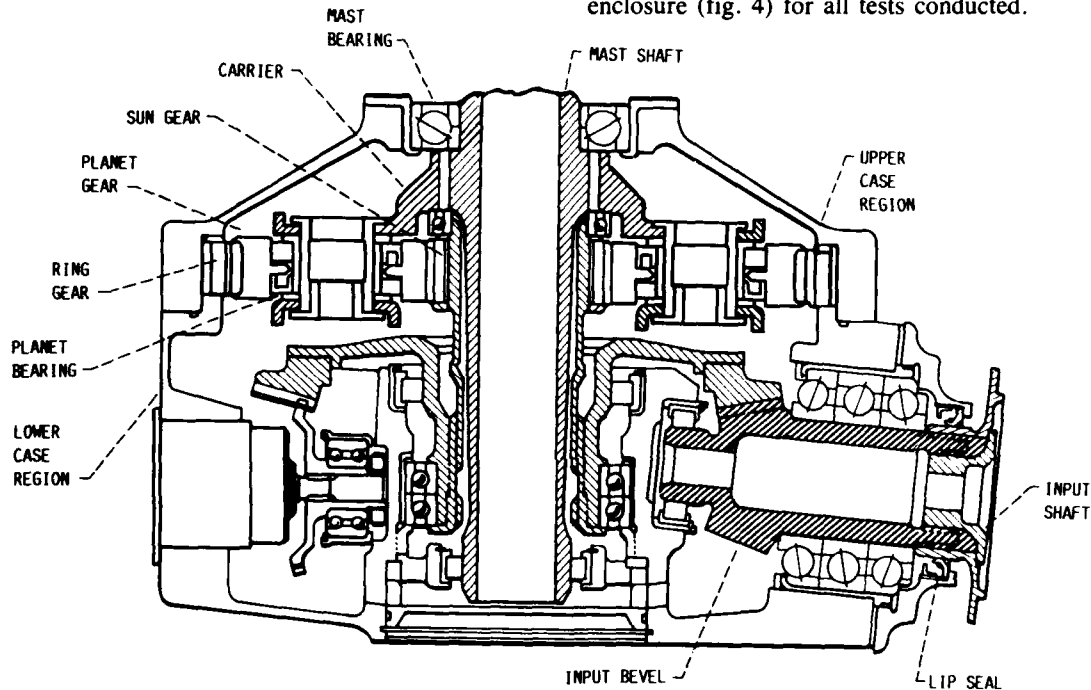 enclosure (fig. 4) for all tests conducted.
MAST
BEARING
MAST SHAFT
CARRIER
SUN GEAR
PLANET
GEAR
UPPER
CASE
REGION
RING
GEAR
PLANET
BEARING
LOWER
CASE
REGION
INPUT
SHAFT
INPUT BEVEL
LIP SEAL